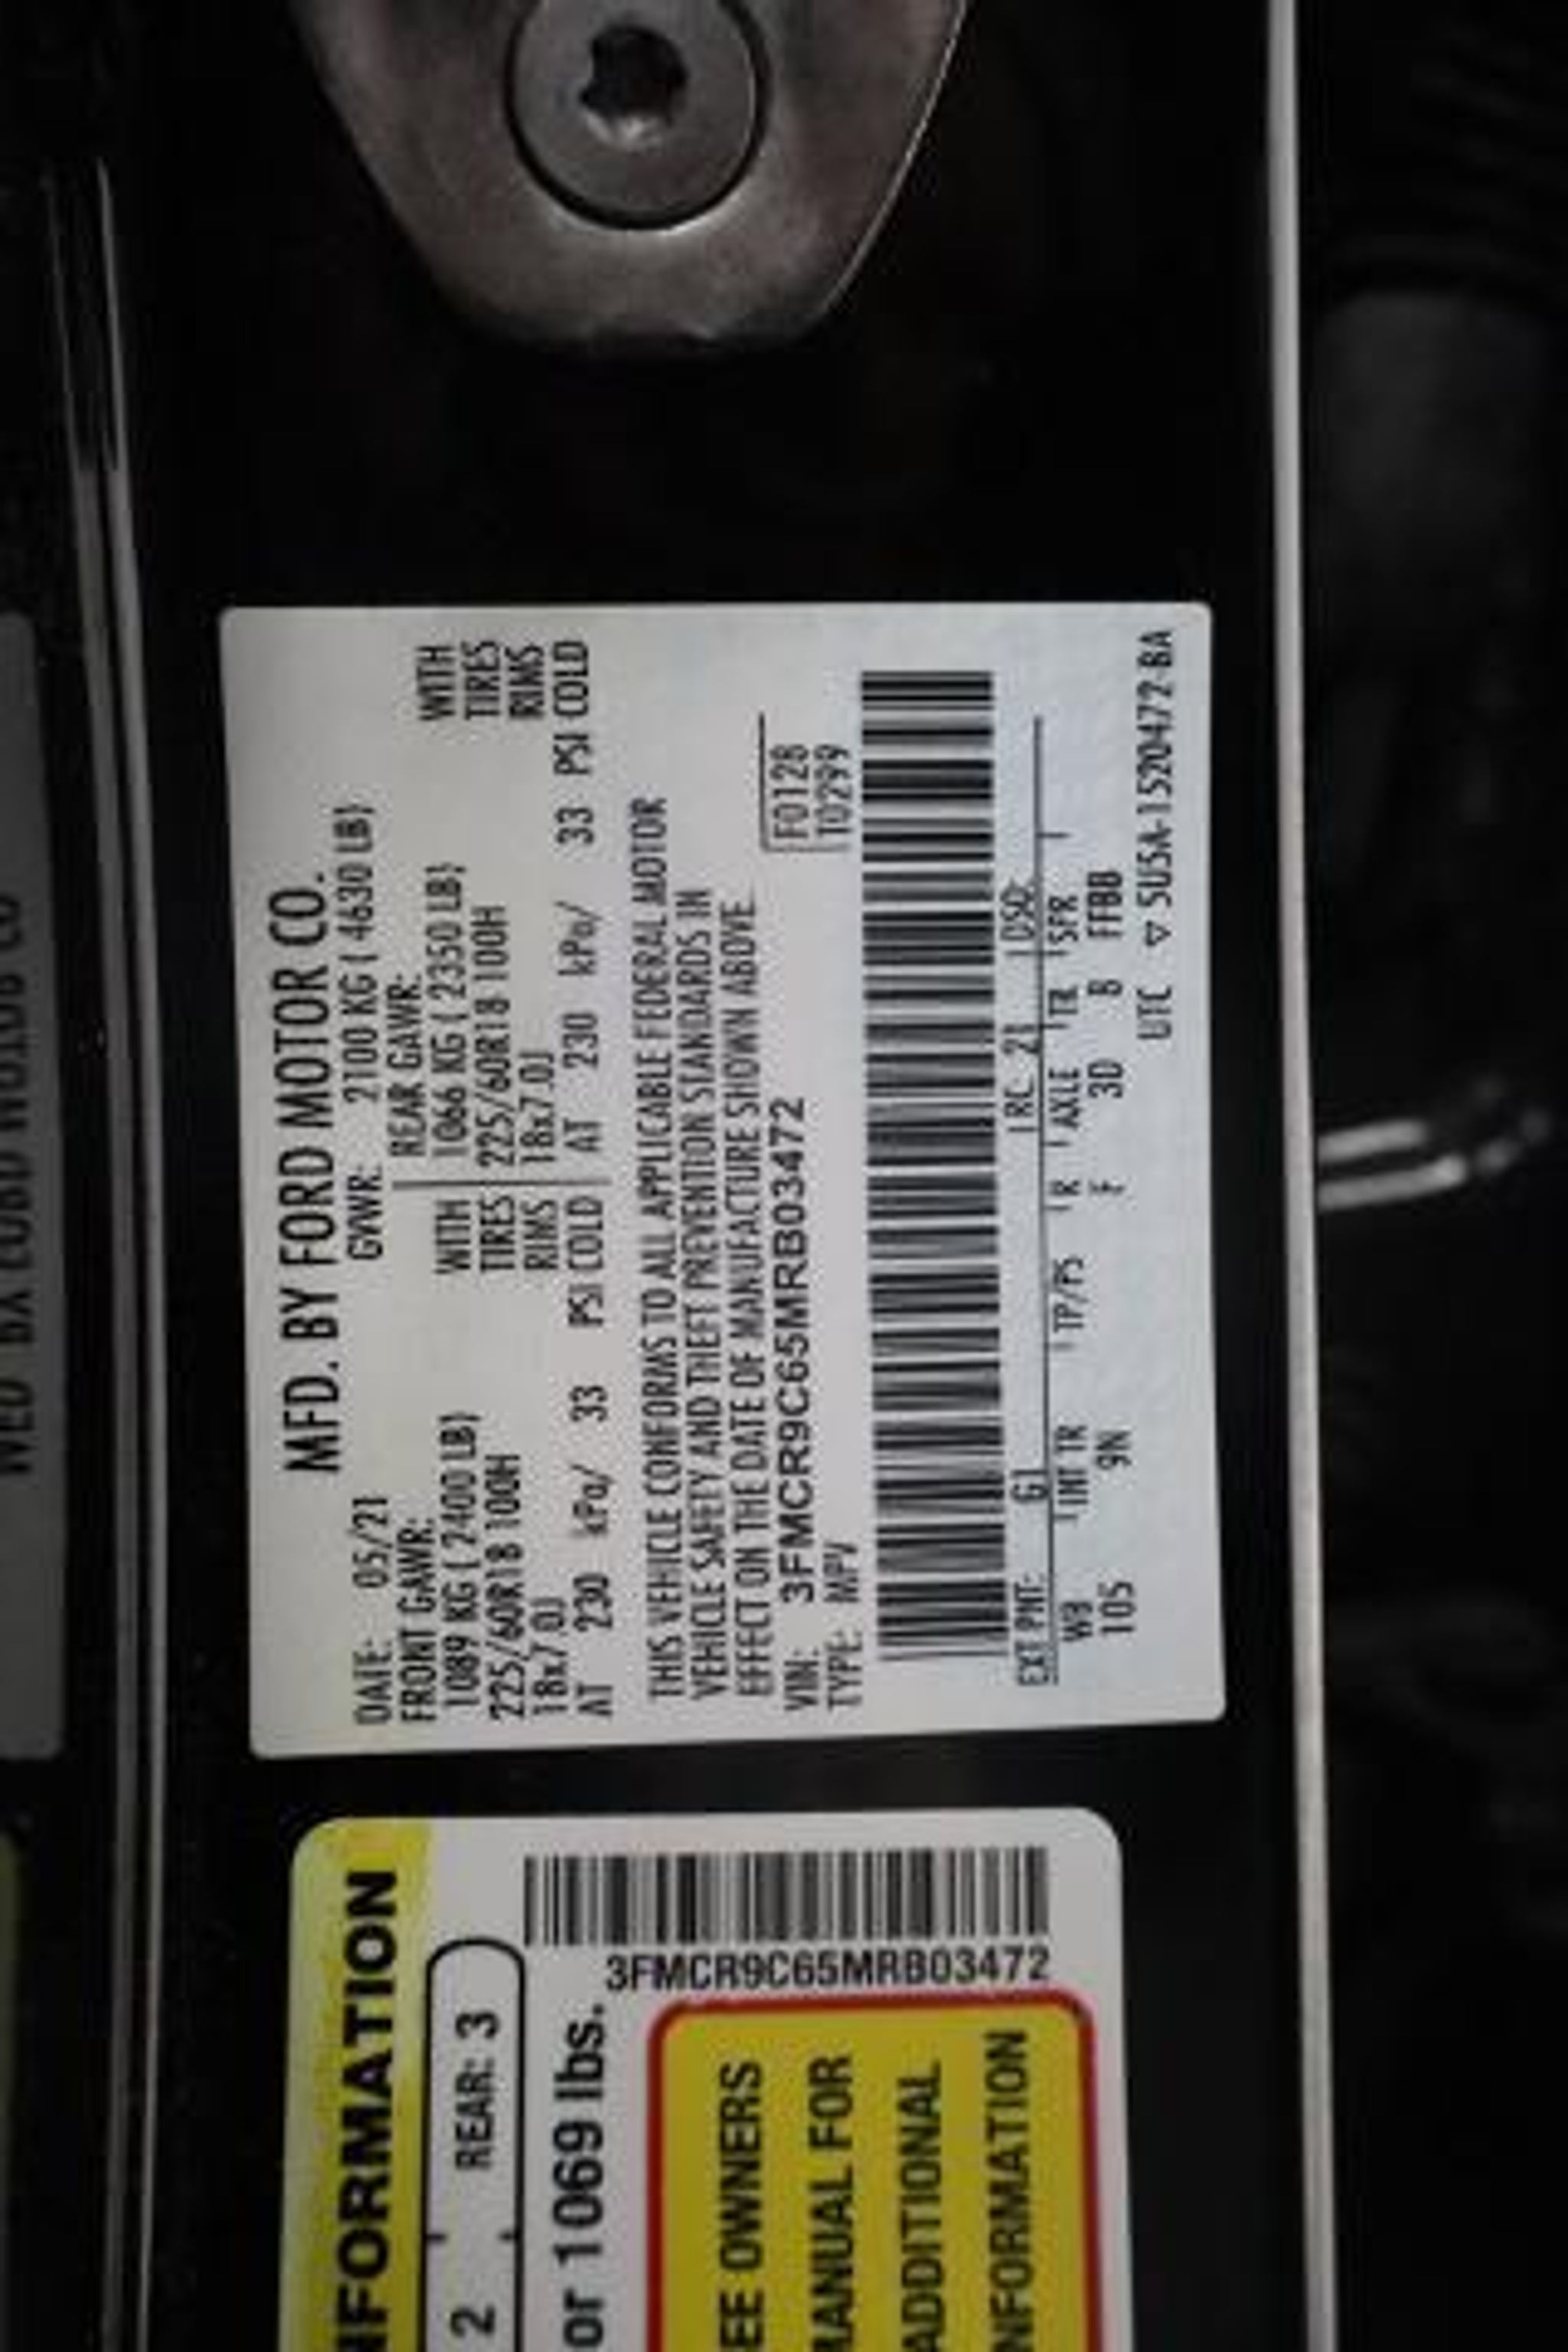 MFD. BY FORD MOTOR CO.
DATE: 05/21 GVWR: 2100 KG ( 4630 LB)
FRONT GAWR: REAR GAWR:
1089 KG ( 2400 LB) WITH 1066 KG ( 2350 LB) WITH
225/60R18 100H TIRES 225/60R18 100H TIRES
18x7.0J RIMS 18x7.0J RIMS
AT 230 kPa/ 33 PSI COLD AT 230 kPa/ 33 PSI COLD
THIS VEHICLE CONFORMS TO ALL APPLICABLE FEDERAL MOTOR
VEHICLE SAFETY AND THEFT PREVENTION STANDARDS IN
EFFECT ON THE DATE OF MANUFACTURE SHOWN ABOVE.
VIN: 3FMCR9C65MRB03472 F0128
TYPE: MPV T0299
EXT PNT: G1 RC: 21 DSO:
WB INT TR TP/PS R AXLE TR SPR
105 9N F 3D B FFBB
UTC ▽ 5U5A-1520472-BA
NFORMATION
2 REAR: 3
or 1069 lbs.
3FMCR9C65MRB03472
EE OWNERS
MANUAL FOR
ADDITIONAL
NFORMATION